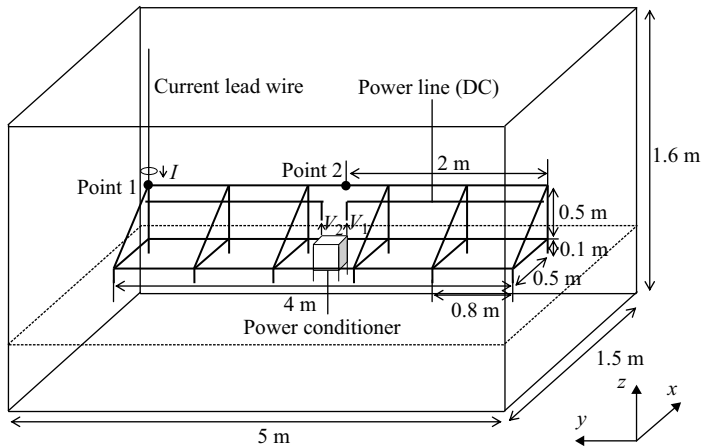 Current lead wire
Power line (DC)
1.6 m
Point 1
I
Point 2
2 m
V2
V1
0.5 m
0.1 m
0.5 m
4 m
0.8 m
Power conditioner
1.5 m
5 m
z
x
y